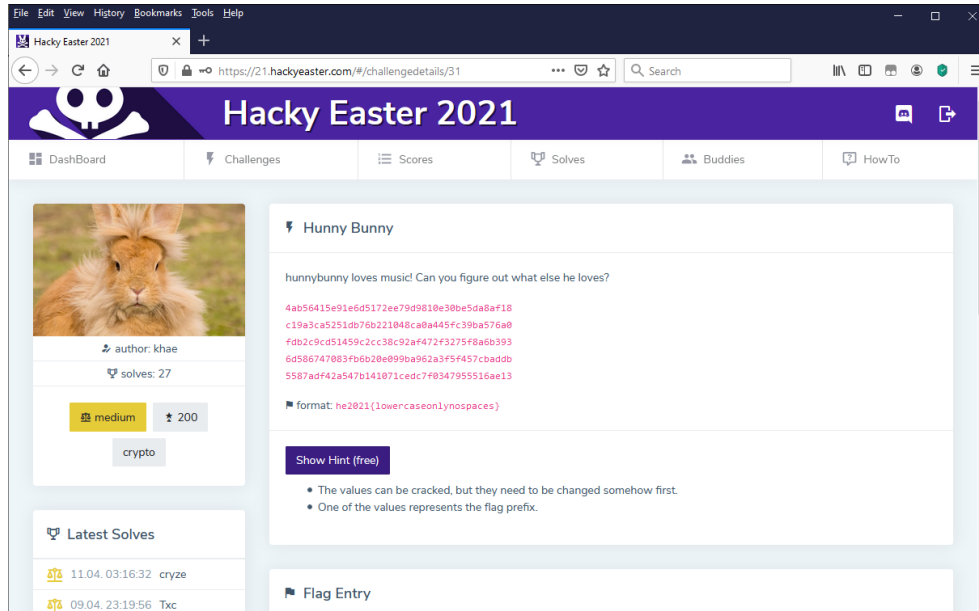 File Edit View History Bookmarks Tools Help
Hacky Easter 2021
https://21.hackyeaster.com/#/challengedetails/31
Search
Hacky Easter 2021
DashBoard
Challenges
Scores
Solves
Buddies
HowTo
author: khae
solves: 27
medium
200
crypto
Latest Solves
11.04. 03:16:32 cryze
09.04. 23:19:56 Txc
Hunny Bunny
hunnybunny loves music! Can you figure out what else he loves?
4ab56415e91e6d5172ee79d9810e30be5da8af18
c19a3ca5251db76b221048ca0a445fc39ba576a0
fdb2c9cd51459c2cc38c92af472f3275f8a6b393
6d586747083fb6b20e099ba962a3f5f457cbaddb
5587adf42a547b141071cedc7f0347955516ae13
format: he2021{lowercaseonlynospaces}
Show Hint (free)
• The values can be cracked, but they need to be changed somehow first.
• One of the values represents the flag prefix.
Flag Entry